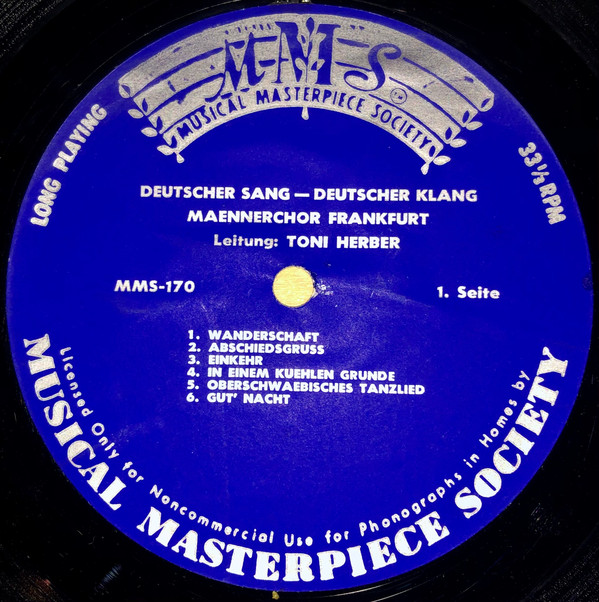 MMS
MUSICAL MASTERPIECE SOCIETY
LONG PLAYING
33 1/3 RPM
DEUTSCHER SANG — DEUTSCHER KLANG
MAENNERCHOR FRANKFURT
Leitung: TONI HERBER
MMS-170
1. Seite
1. WANDERSCHAFT
2. ABSCHIEDSGRUSS
3. EINKEHR
4. IN EINEM KUEHLEN GRUNDE
5. OBERSCHWAEBISCHES TANZLIED
6. GUT' NACHT
Licensed Only for Noncommercial Use for Phonographs in Homes by
MUSICAL MASTERPIECE SOCIETY